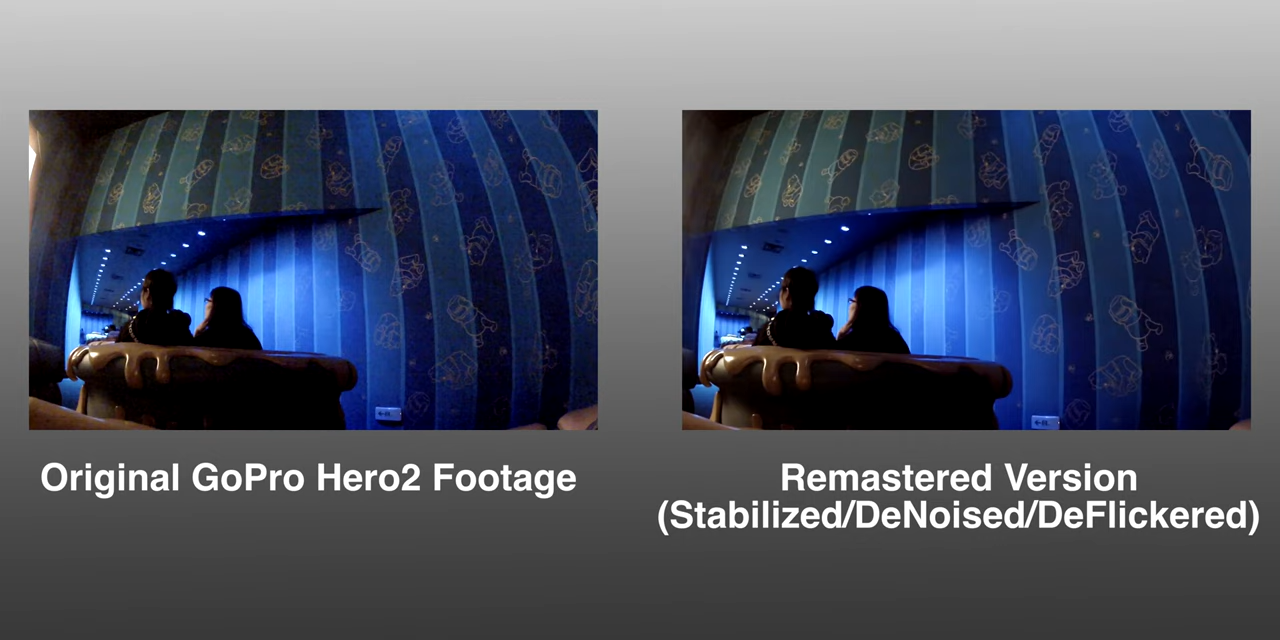 Original GoPro Hero2 Footage
Remastered Version
(Stabilized/DeNoised/DeFlickered)